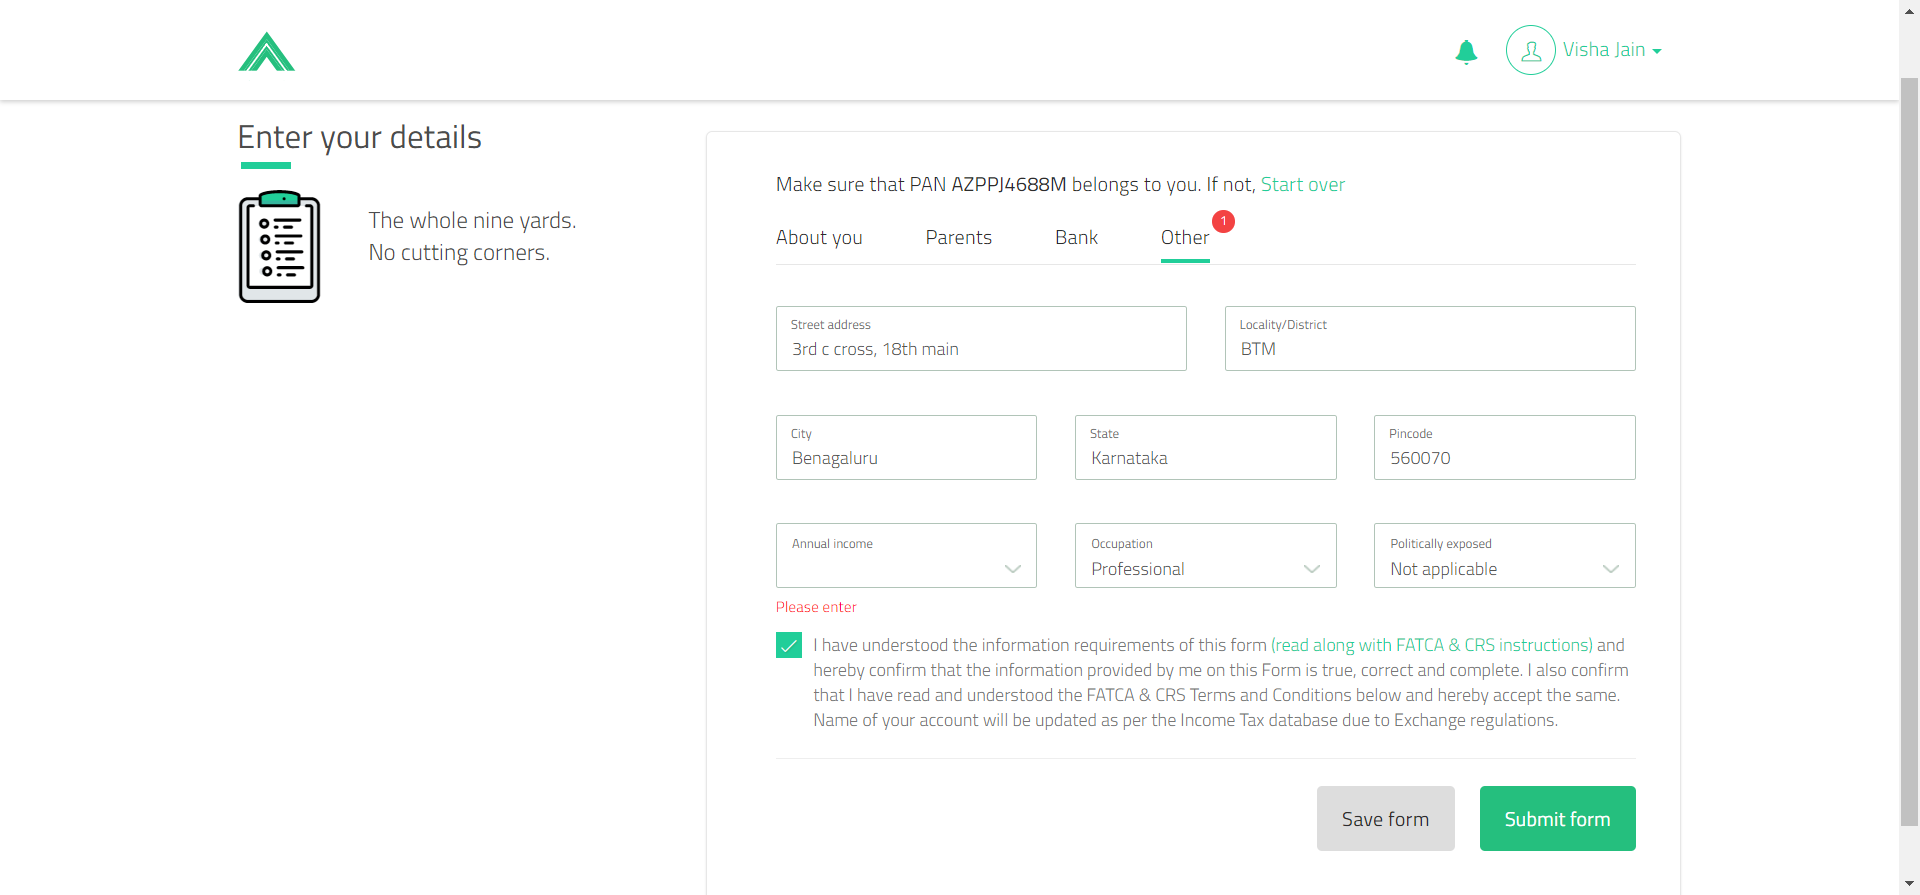 Visha Jain
Enter your details
The whole nine yards.
No cutting corners.
Make sure that PAN AZPPJ4688M belongs to you. If not, Start over
About you
Parents
Bank
Other
1
Street address
3rd c cross, 18th main
Locality/District
BTM
City
Benagaluru
State
Karnataka
Pincode
560070
Annual income
Occupation
Professional
Politically exposed
Not applicable
Please enter
I have understood the information requirements of this form (read along with FATCA & CRS instructions) and
hereby confirm that the information provided by me on this Form is true, correct and complete. I also confirm
that I have read and understood the FATCA & CRS Terms and Conditions below and hereby accept the same.
Name of your account will be updated as per the Income Tax database due to Exchange regulations.
Save form
Submit form